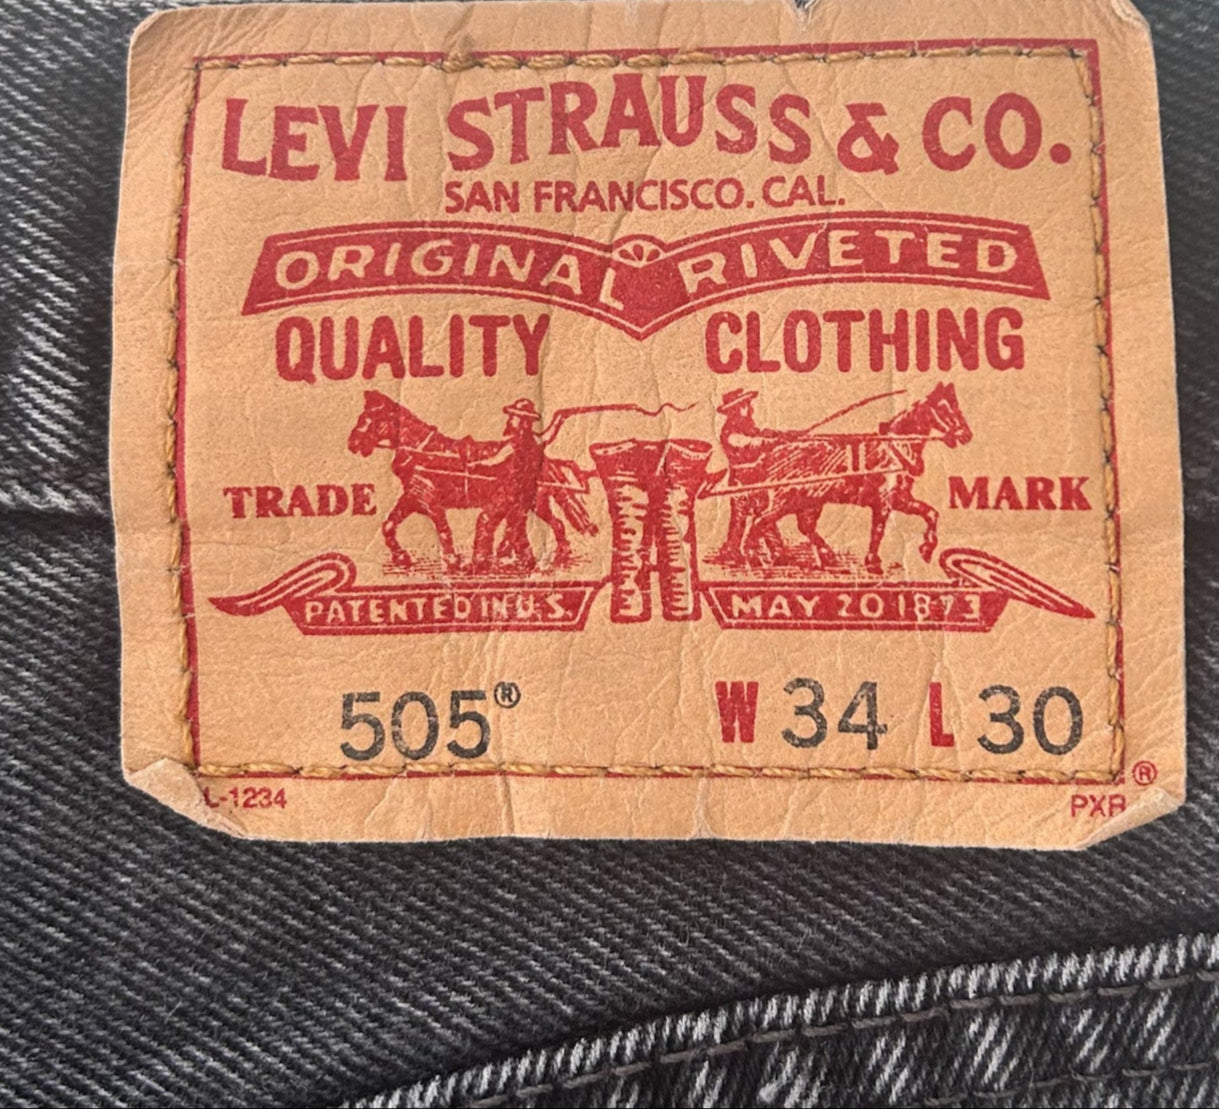 LEVI STRAUSS & CO.
SAN FRANCISCO. CAL.
ORIGINAL RIVETED
QUALITY CLOTHING
TRADE MARK
PATENTED IN U.S. MAY 20 1873
505® W 34 L 30
®
L-1234 PXR